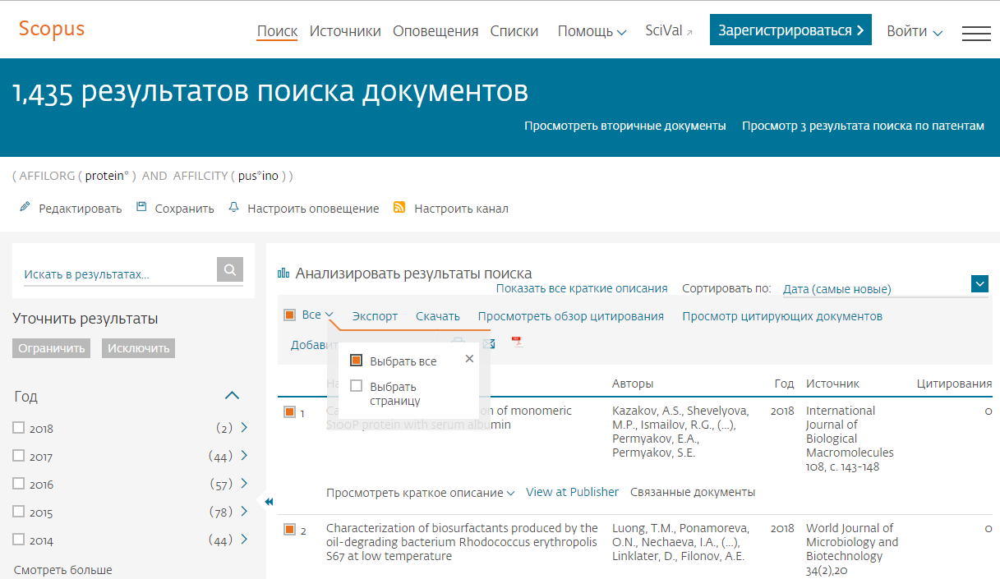 Scopus
Поиск Источники Оповещения Списки Помощь SciVal Зарегистрироваться Войти
1,435 результатов поиска документов
Просмотреть вторичные документы Просмотр 3 результата поиска по патентам
( AFFILORG ( protein* ) AND AFFILCITY ( pus*ino ) )
Редактировать Сохранить Настроить оповещение Настроить канал
Искать в результатах...
Уточнить результаты
Ограничить Исключить
Год
2018 (2)
2017 (44)
2016 (57)
2015 (78)
2014 (44)
Смотреть больше
Анализировать результаты поиска
Показать все краткие описания Сортировать по: Дата (самые новые)
Все Экспорт Скачать Просмотреть обзор цитирования Просмотр цитирующих документов
Выбрать все
Выбрать
страницу
Авторы Год Источник Цитирования
1 of monomeric Kazakov, A.S., Shevelyova, 2018 International 0
S100P protein with serum albumin M.P., Ismailov, R.G., (...), Journal of
Permyakov, E.A., Biological
Permyakov, S.E. Macromolecules
108, с. 143-148
Просмотреть краткое описание View at Publisher Связанные документы
2 Characterization of biosurfactants produced by the Luong, T.M., Ponamoreva, 2018 World Journal of 0
oil-degrading bacterium Rhodococcus erythropolis O.N., Nechaeva, I.A., (...), Microbiology and
S67 at low temperature Linklater, D., Filonov, A.E. Biotechnology
34(2),20